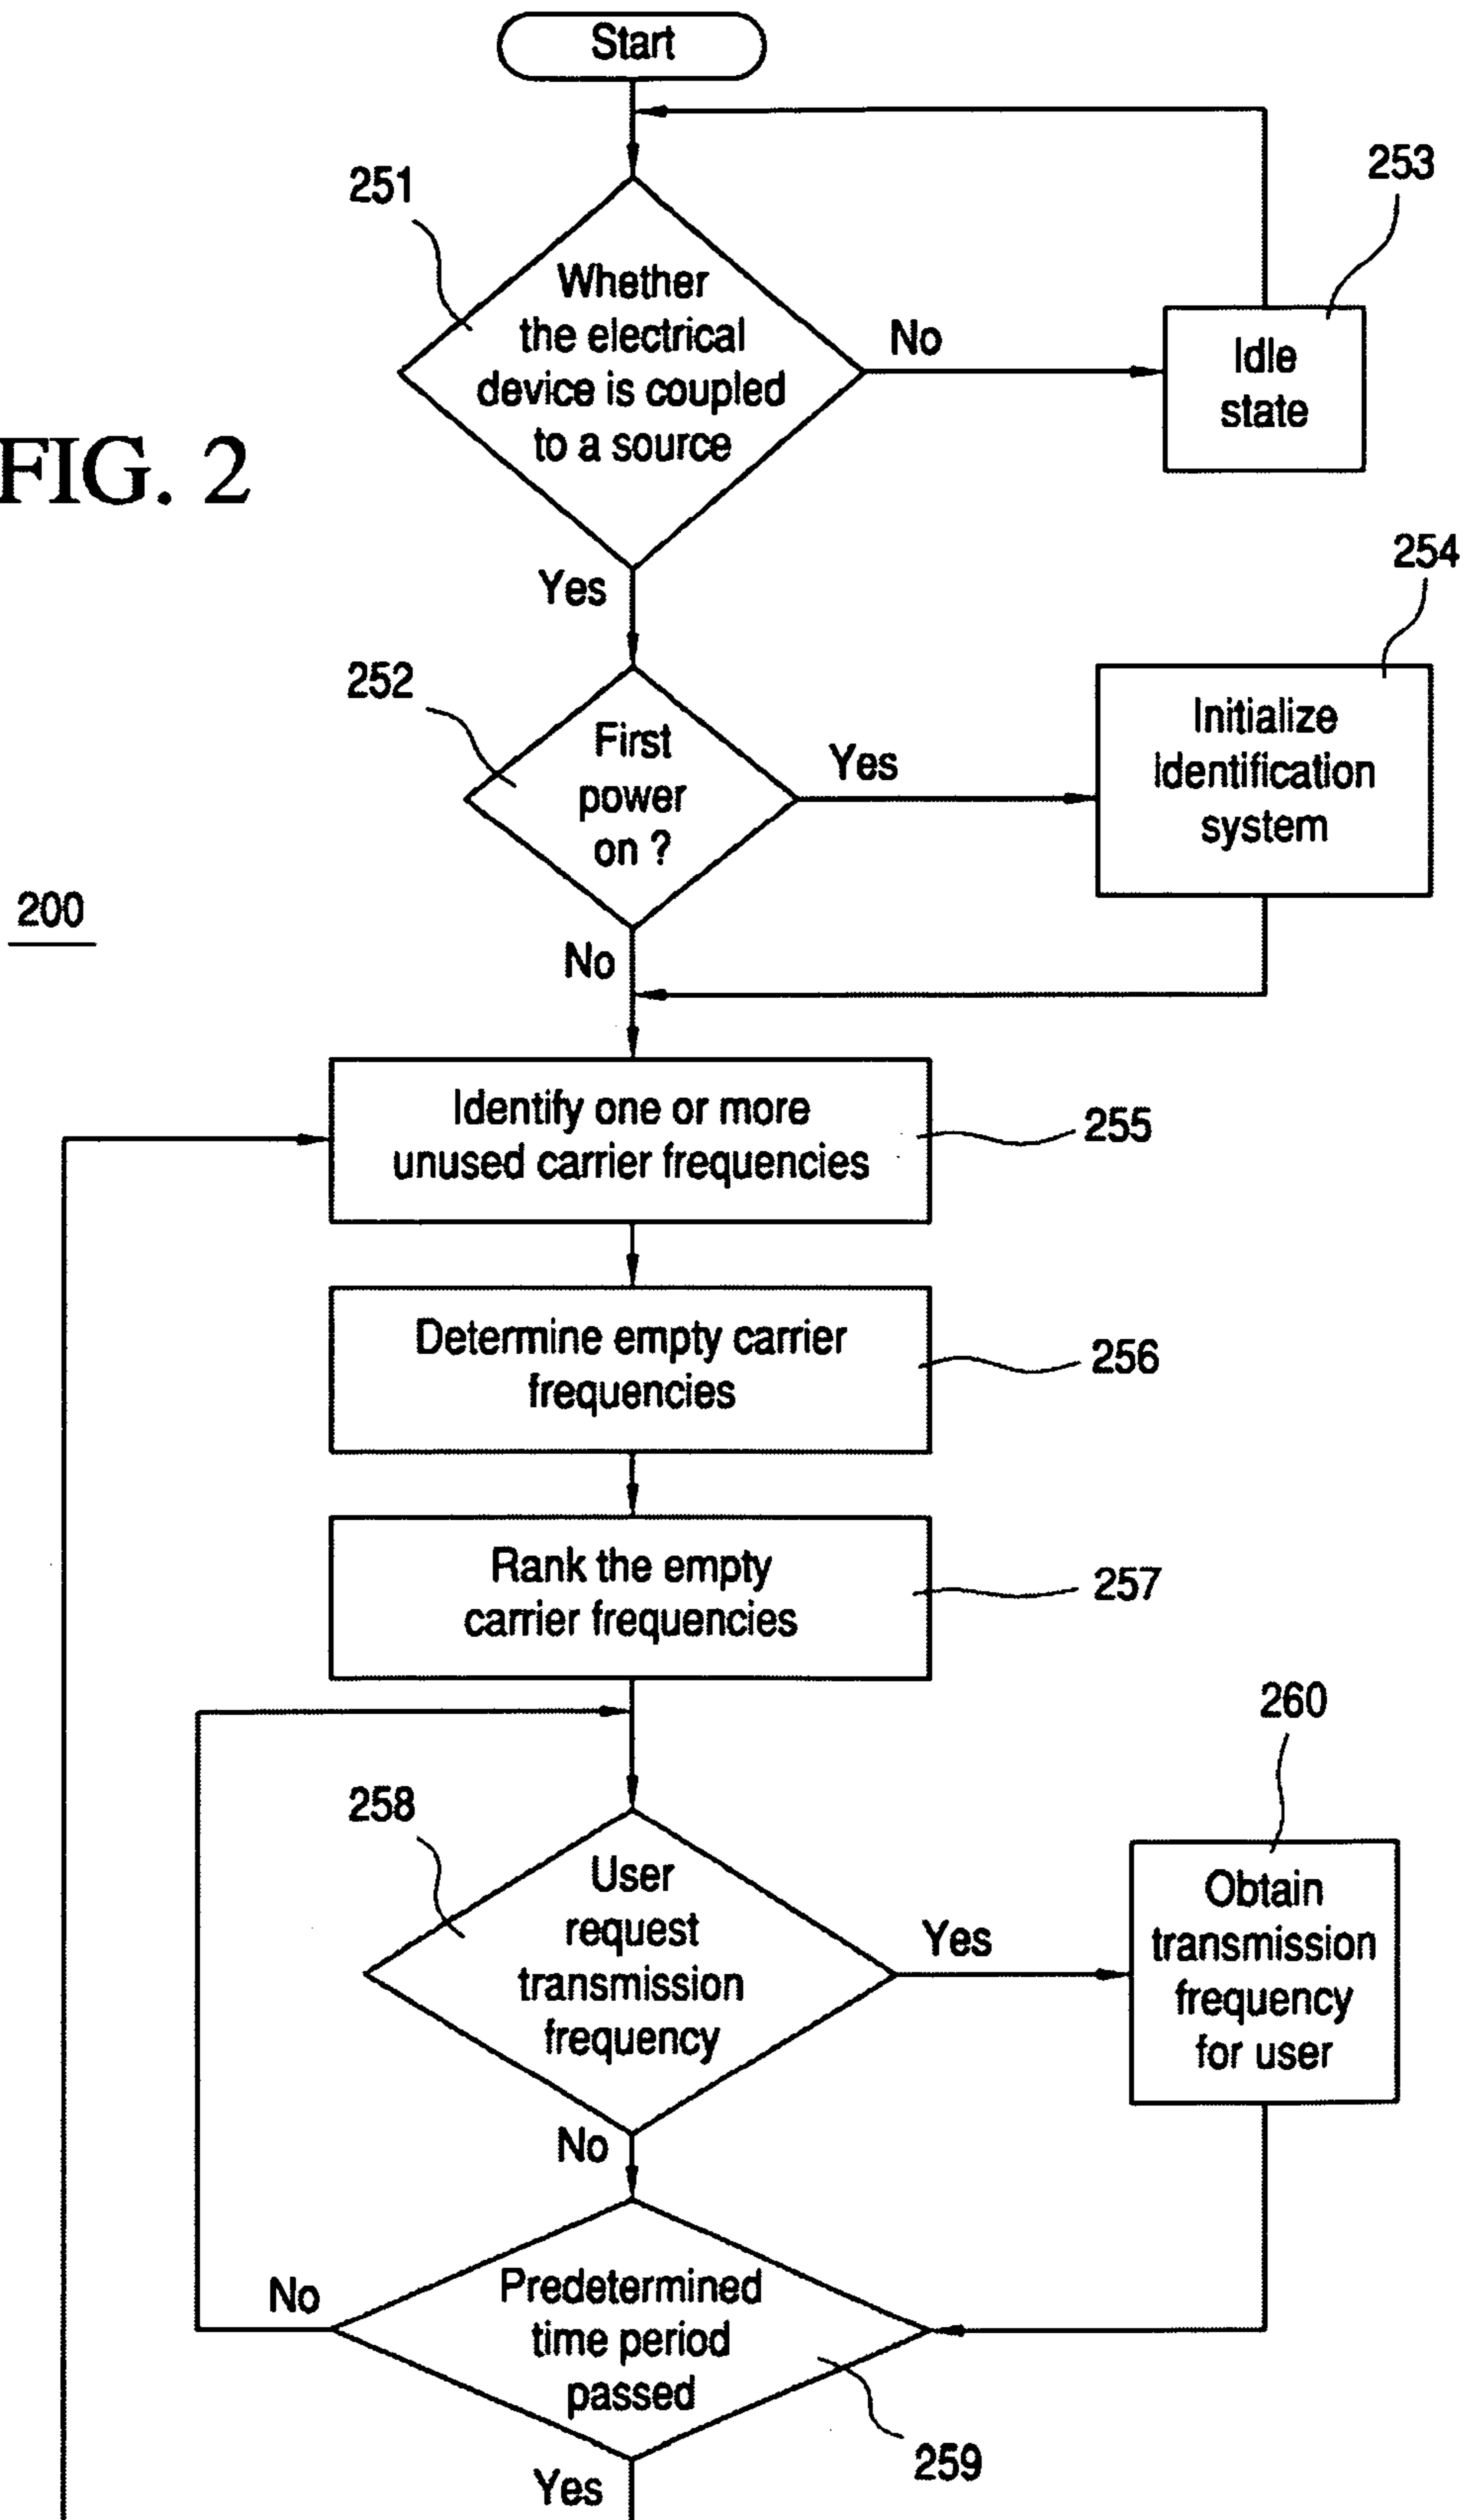 Start
253
251
Whether
the electrical
device is coupled
to a source
No
Idle
state
FIG. 2
254
Yes
252
First
power
on ?
Yes
Initialize
identification
system
200
No
Identify one or more
unused carrier frequencies
255
Determine empty carrier
frequencies
256
Rank the empty
carrier frequencies
257
260
258
User
request
transmission
frequency
Yes
Obtain
transmission
frequency
for user
No
No
Predetermined
time period
passed
259
Yes